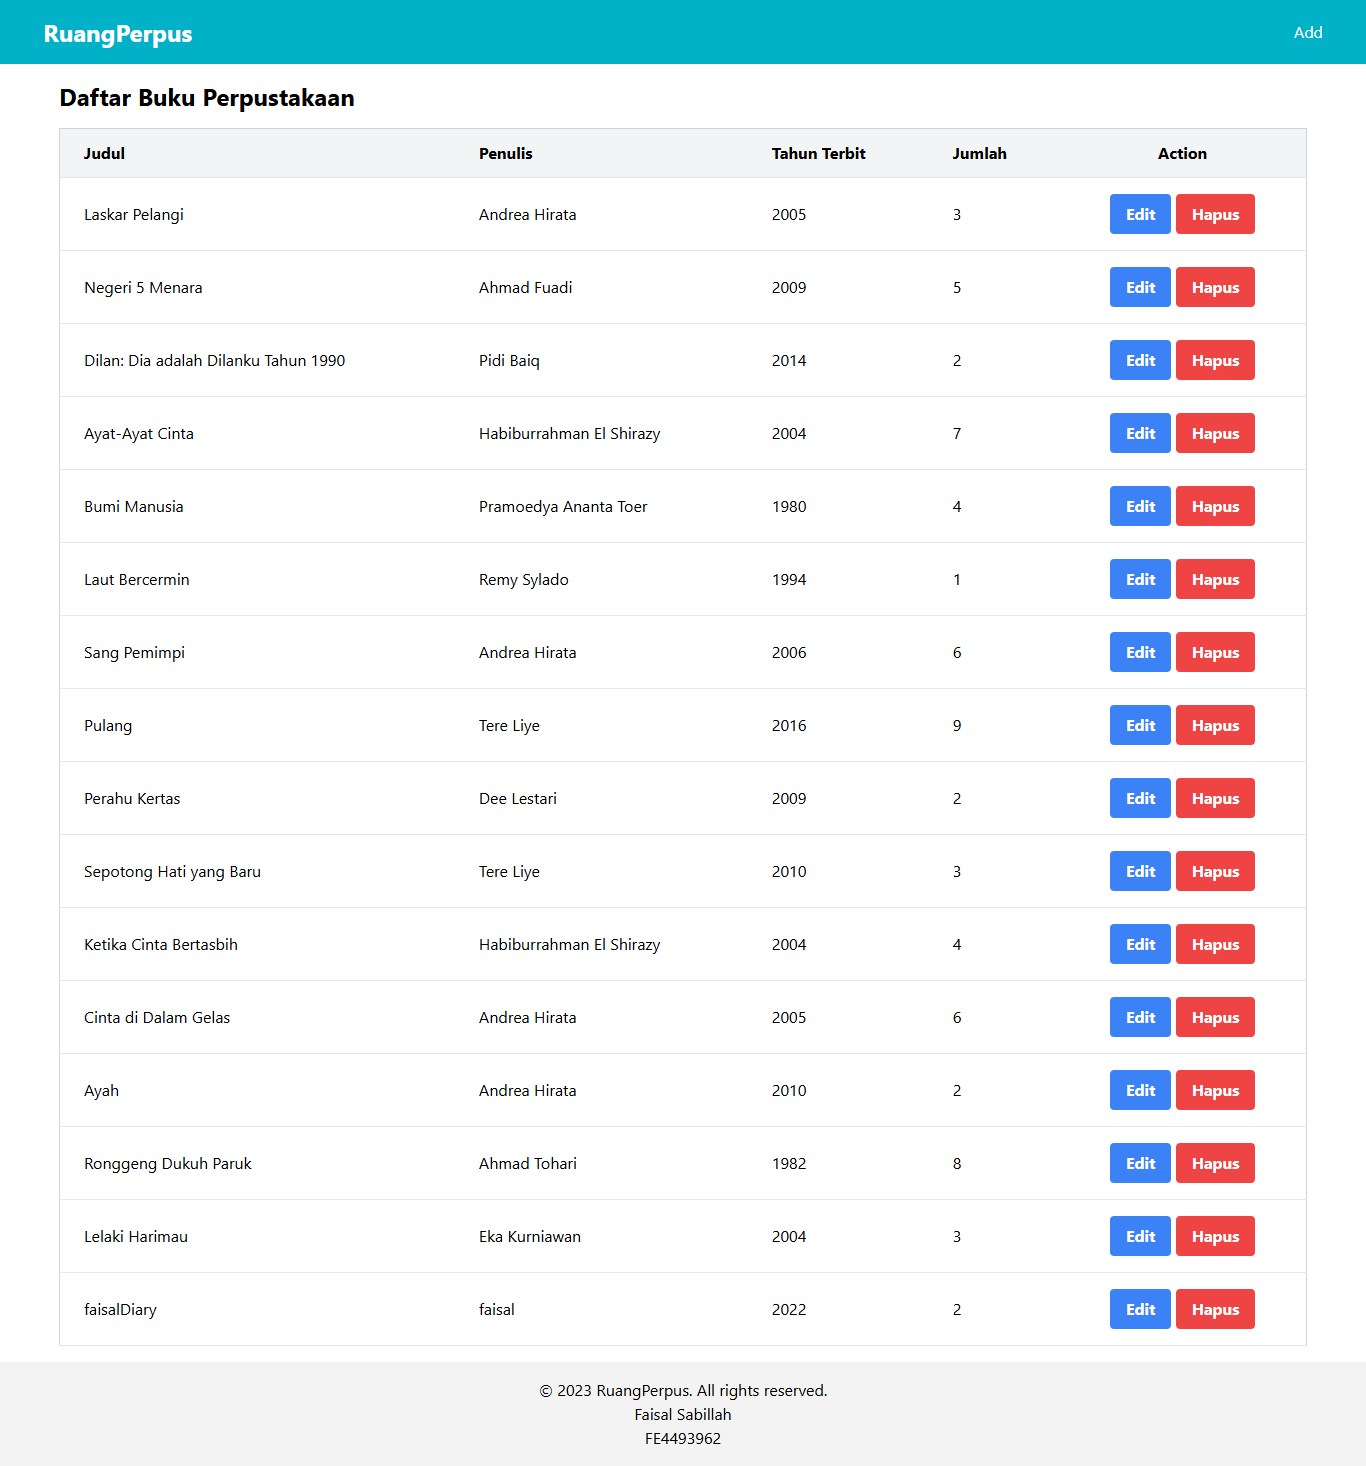 RuangPerpus Add
Daftar Buku Perpustakaan
Judul Penulis Tahun Terbit Jumlah Action
Laskar Pelangi Andrea Hirata 2005 3 Edit Hapus
Negeri 5 Menara Ahmad Fuadi 2009 5 Edit Hapus
Dilan: Dia adalah Dilanku Tahun 1990 Pidi Baiq 2014 2 Edit Hapus
Ayat-Ayat Cinta Habiburrahman El Shirazy 2004 7 Edit Hapus
Bumi Manusia Pramoedya Ananta Toer 1980 4 Edit Hapus
Laut Bercermin Remy Sylado 1994 1 Edit Hapus
Sang Pemimpi Andrea Hirata 2006 6 Edit Hapus
Pulang Tere Liye 2016 9 Edit Hapus
Perahu Kertas Dee Lestari 2009 2 Edit Hapus
Sepotong Hati yang Baru Tere Liye 2010 3 Edit Hapus
Ketika Cinta Bertasbih Habiburrahman El Shirazy 2004 4 Edit Hapus
Cinta di Dalam Gelas Andrea Hirata 2005 6 Edit Hapus
Ayah Andrea Hirata 2010 2 Edit Hapus
Ronggeng Dukuh Paruk Ahmad Tohari 1982 8 Edit Hapus
Lelaki Harimau Eka Kurniawan 2004 3 Edit Hapus
faisalDiary faisal 2022 2 Edit Hapus
© 2023 RuangPerpus. All rights reserved.
Faisal Sabillah
FE4493962